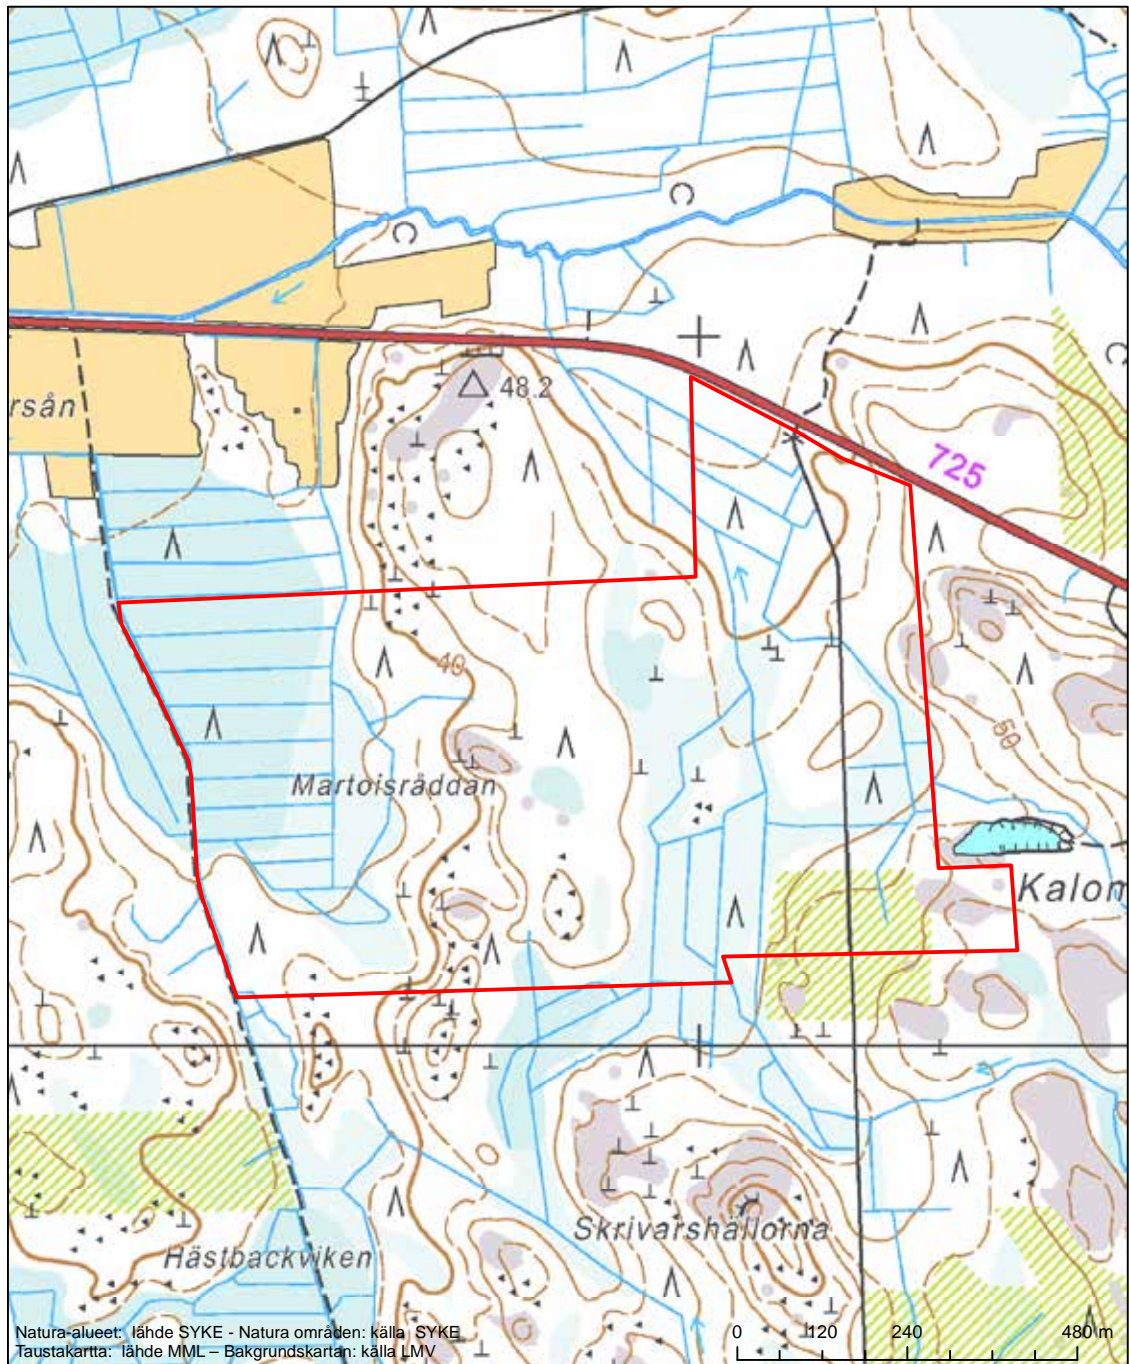 rsån
48.2
725
40
50
Martoisräddan
Kalom
Skrivarshällorna
Hästbackviken
Natura-alueet: lähde SYKE - Natura områden: källa SYKE
Taustakartta: lähde MML – Bakgrundskartan: källa LMV
0 120 240 480 m